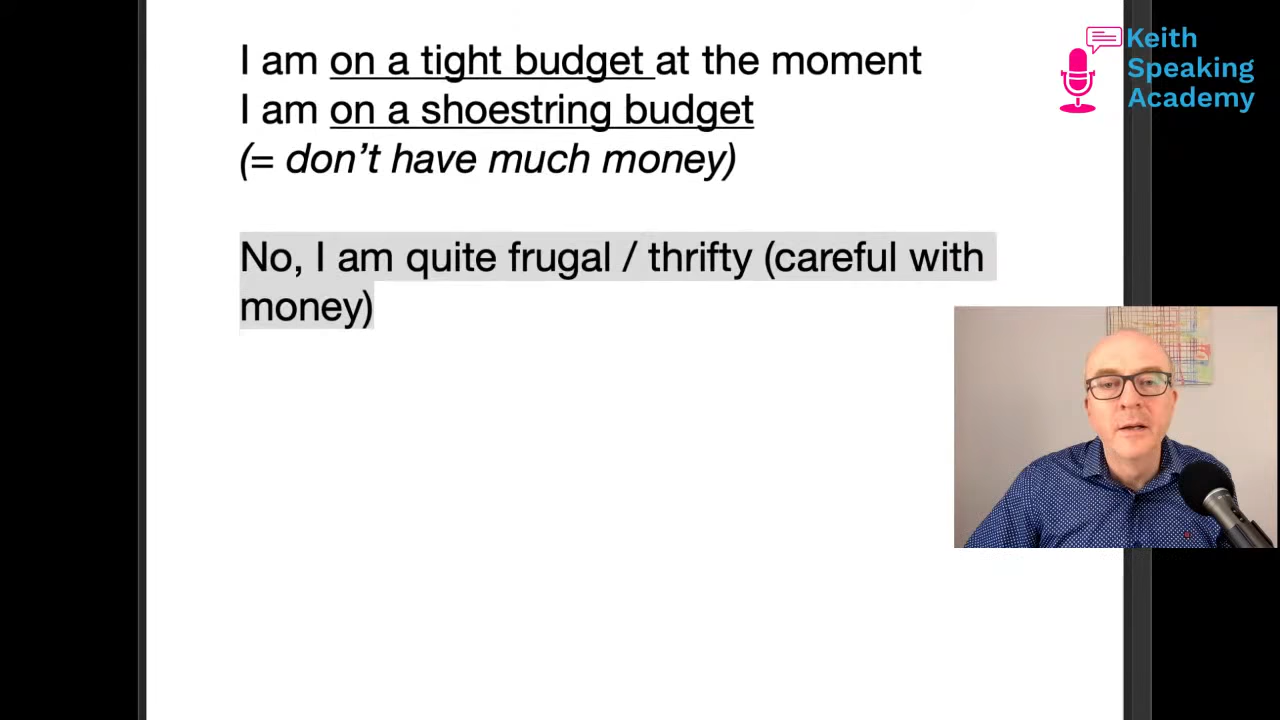 I am on a tight budget at the moment
I am on a shoestring budget
(= don’t have much money)
No, I am quite frugal / thrifty (careful with
money)
Keith
Speaking
Academy